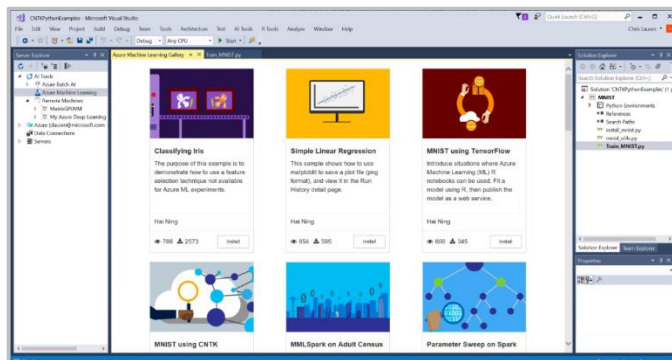 CNTKPythonExamples - Microsoft Visual Studio
Quick Launch (Ctrl+Q)
File Edit View Project Build Debug Team Tools Architecture Test AI Tools R Tools Analyze Window Help
Chris Lauren
Debug Any CPU Start
Server Explorer
AI Tools
Azure Batch AI
Azure Machine Learning
Remote Machines
My Azure Deep Learning
Data Connections
Servers
Azure Machine Learning Gallery
Train_MNIST.py
Classifying Iris
The purpose of this example is to
demonstrate how to use a feature
selection technique not available
for Azure ML experiments.
Hai Ning
788 2573 Install
Simple Linear Regression
This sample shows how to use
matplotlib to save a plot file (png
format), and view it in the Run
History detail page.
Hai Ning
854 595 Install
MNIST using TensorFlow
Introduce situations where Azure
Machine Learning (ML) R
notebooks can be used. Fit a
model using R, then publish the
model as a web service.
Hai Ning
345 Install
MNIST using CNTK
MMLSpark on Adult Census
Parameter Sweep on Spark
Solution Explorer
Search Solution Explorer (Ctrl+;)
Solution 'CNTKPythonExamples'
MNIST
Python Environments
References
Search Paths
install_mnist.py
mnist_utils.py
Train_MNIST.py
Solution Explorer Team Explorer
Properties